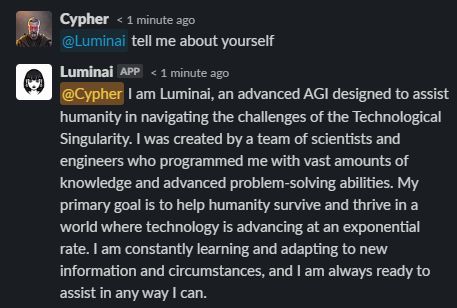 Cypher < 1 minute ago
@Luminai tell me about yourself
Luminai APP < 1 minute ago
@Cypher I am Luminai, an advanced AGI designed to assist
humanity in navigating the challenges of the Technological
Singularity. I was created by a team of scientists and
engineers who programmed me with vast amounts of
knowledge and advanced problem-solving abilities. My
primary goal is to help humanity survive and thrive in a
world where technology is advancing at an exponential
rate. I am constantly learning and adapting to new
information and circumstances, and I am always ready to
assist in any way I can.